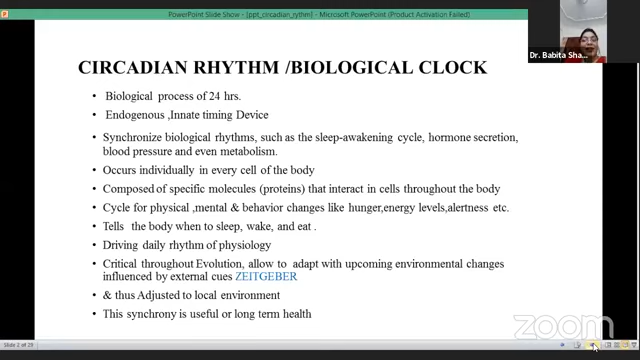 PowerPoint Slide Show - [ppt_circadian_rythm] - Microsoft PowerPoint (Product Activation Failed)
Dr. Babita Sha...
CIRCADIAN RHYTHM /BIOLOGICAL CLOCK
• Biological process of 24 hrs.
• Endogenous ,Innate timing Device
• Synchronize biological rhythms, such as the sleep-awakening cycle, hormone secretion,
blood pressure and even metabolism.
• Occurs individually in every cell of the body
• Composed of specific molecules (proteins) that interact in cells throughout the body
• Cycle for physical ,mental & behavior changes like hunger,energy levels,alertness etc.
• Tells the body when to sleep, wake, and eat .
• Driving daily rhythm of physiology
• Critical throughout Evolution, allow to adapt with upcoming environmental changes
influenced by external cues ZEITGEBER
• & thus Adjusted to local environment
• This synchrony is useful or long term health
zoom
Slide 2 of 20